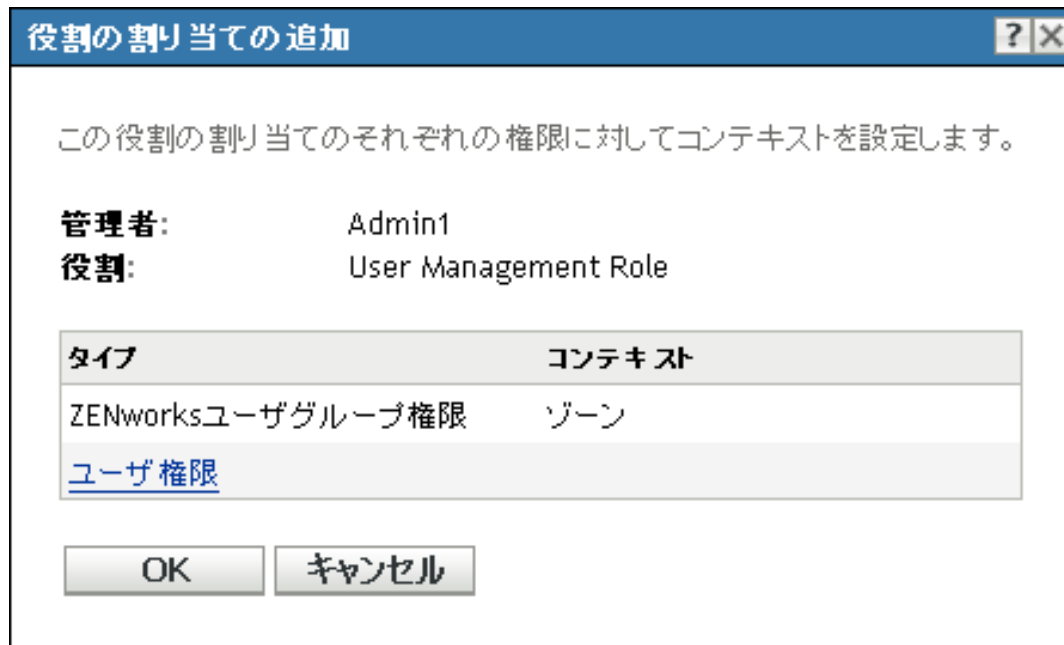 役割の割り当ての追加
? ×
この役割の割り当てのそれぞれの権限に対してコンテキストを設定します。
管理者: Admin1
役割: User Management Role
タイプ コンテキスト
ZENworksユーザグループ権限 ゾーン
ユーザ権限
OK キャンセル